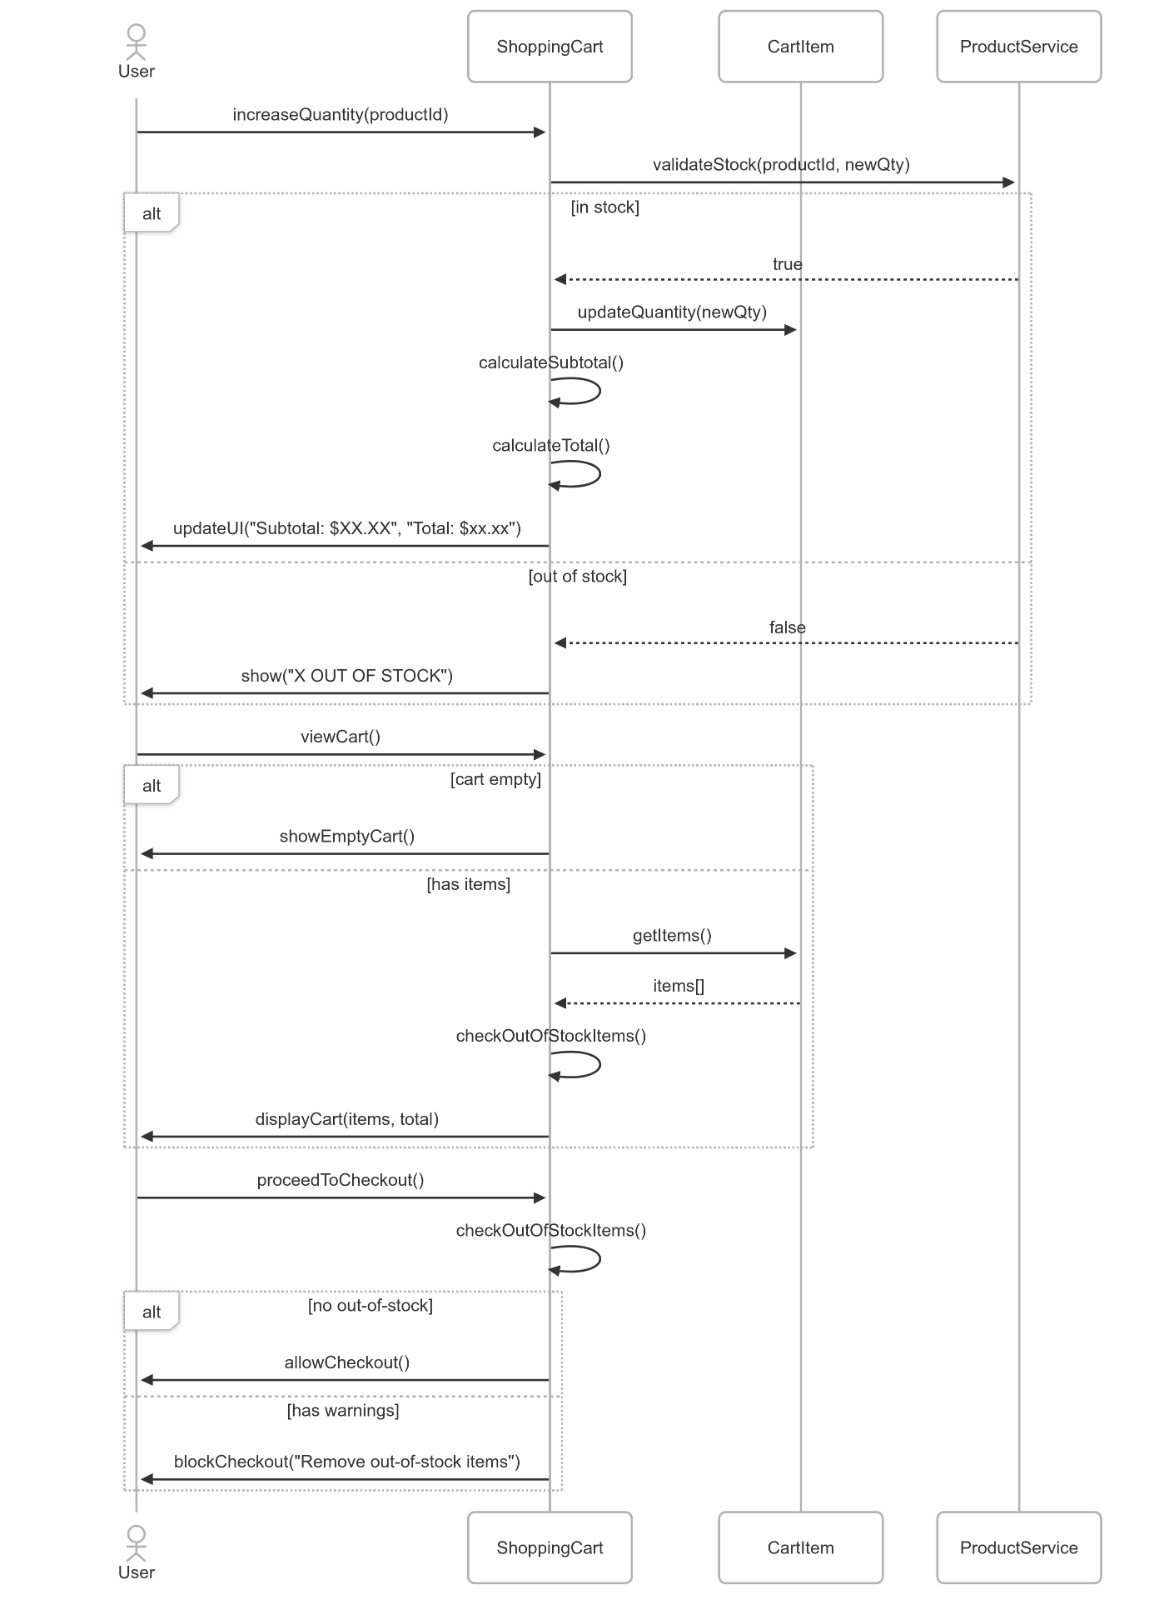 User
ShoppingCart
CartItem
ProductService
increaseQuantity(productId)
validateStock(productId, newQty)
alt
[in stock]
true
updateQuantity(newQty)
calculateSubtotal()
calculateTotal()
updateUI("Subtotal: $XX.XX", "Total: $xx.xx")
[out of stock]
false
show("X OUT OF STOCK")
viewCart()
alt
[cart empty]
showEmptyCart()
[has items]
getItems()
items[]
checkOutOfStockItems()
displayCart(items, total)
proceedToCheckout()
checkOutOfStockItems()
alt
[no out-of-stock]
allowCheckout()
[has warnings]
blockCheckout("Remove out-of-stock items")
User
ShoppingCart
CartItem
ProductService